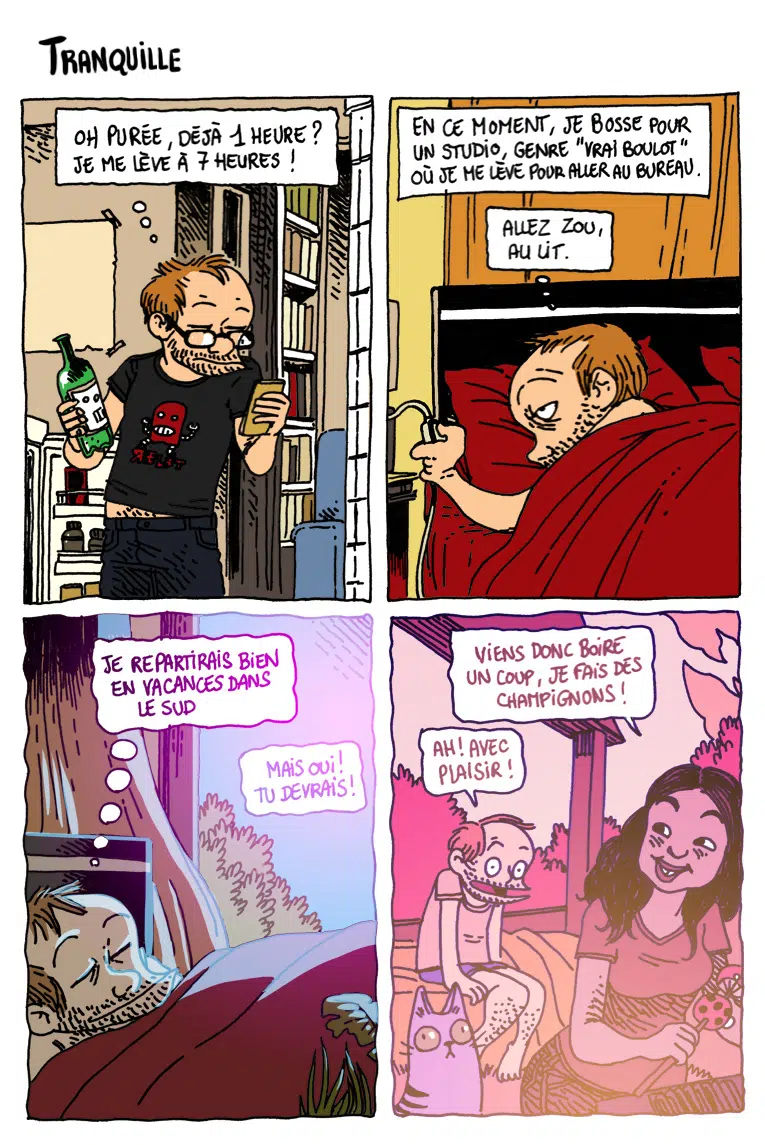 TRANQUILLE
OH PURÉE, DÉJÀ 1 HEURE ?
JE ME LÈVE À 7 HEURES !
EN CE MOMENT, JE BOSSE POUR
UN STUDIO, GENRE "VRAI BOULOT"
OÙ JE ME LÈVE POUR ALLER AU BUREAU.
ALLEZ ZOU,
AU LIT.
JE REPARTIRAIS BIEN
EN VACANCES DANS
LE SUD
MAIS OUI !
TU DEVRAIS !
VIENS DONC BOIRE
UN COUP, JE FAIS DES
CHAMPIGNONS !
AH ! AVEC
PLAISIR !